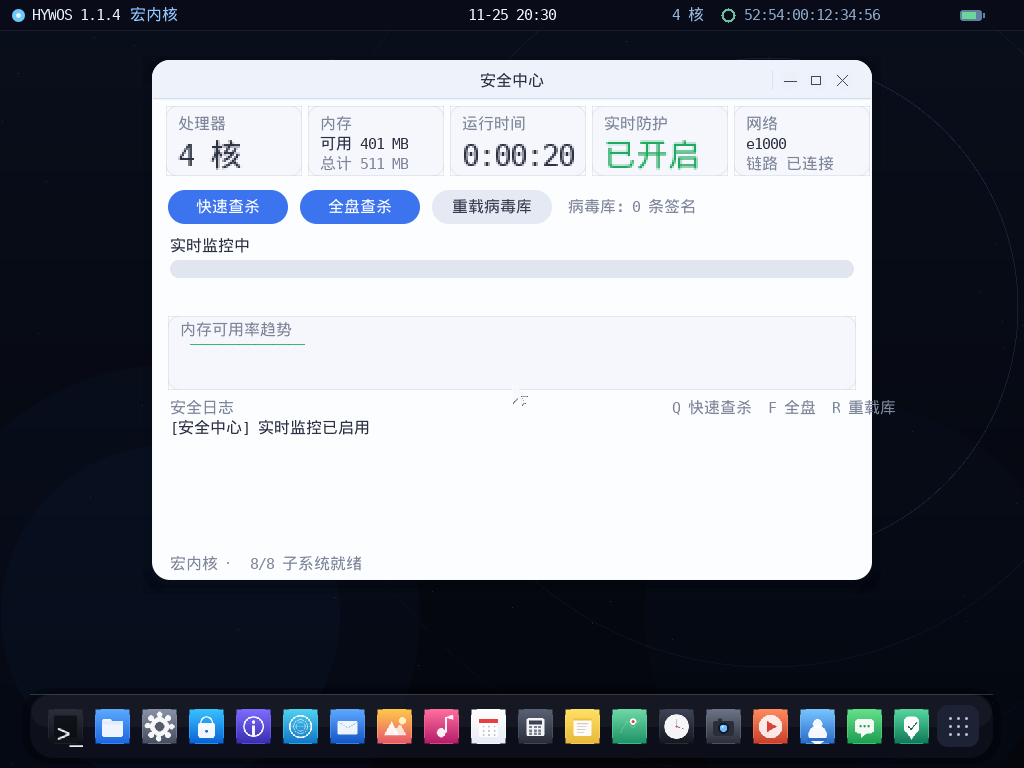 HYWOS 1.1.4 宏内核
11-25 20:30
4 核
52:54:00:12:34:56
安全中心
处理器
4 核
内存
可用 401 MB
总计 511 MB
运行时间
0:00:20
实时防护
已开启
网络
e1000
链路 已连接
快速查杀
全盘查杀
重载病毒库
病毒库: 0 条签名
实时监控中
内存可用率趋势
安全日志
Q 快速查杀 F 全盘 R 重载库
[安全中心] 实时监控已启用
宏内核 · 8/8 子系统就绪
>_